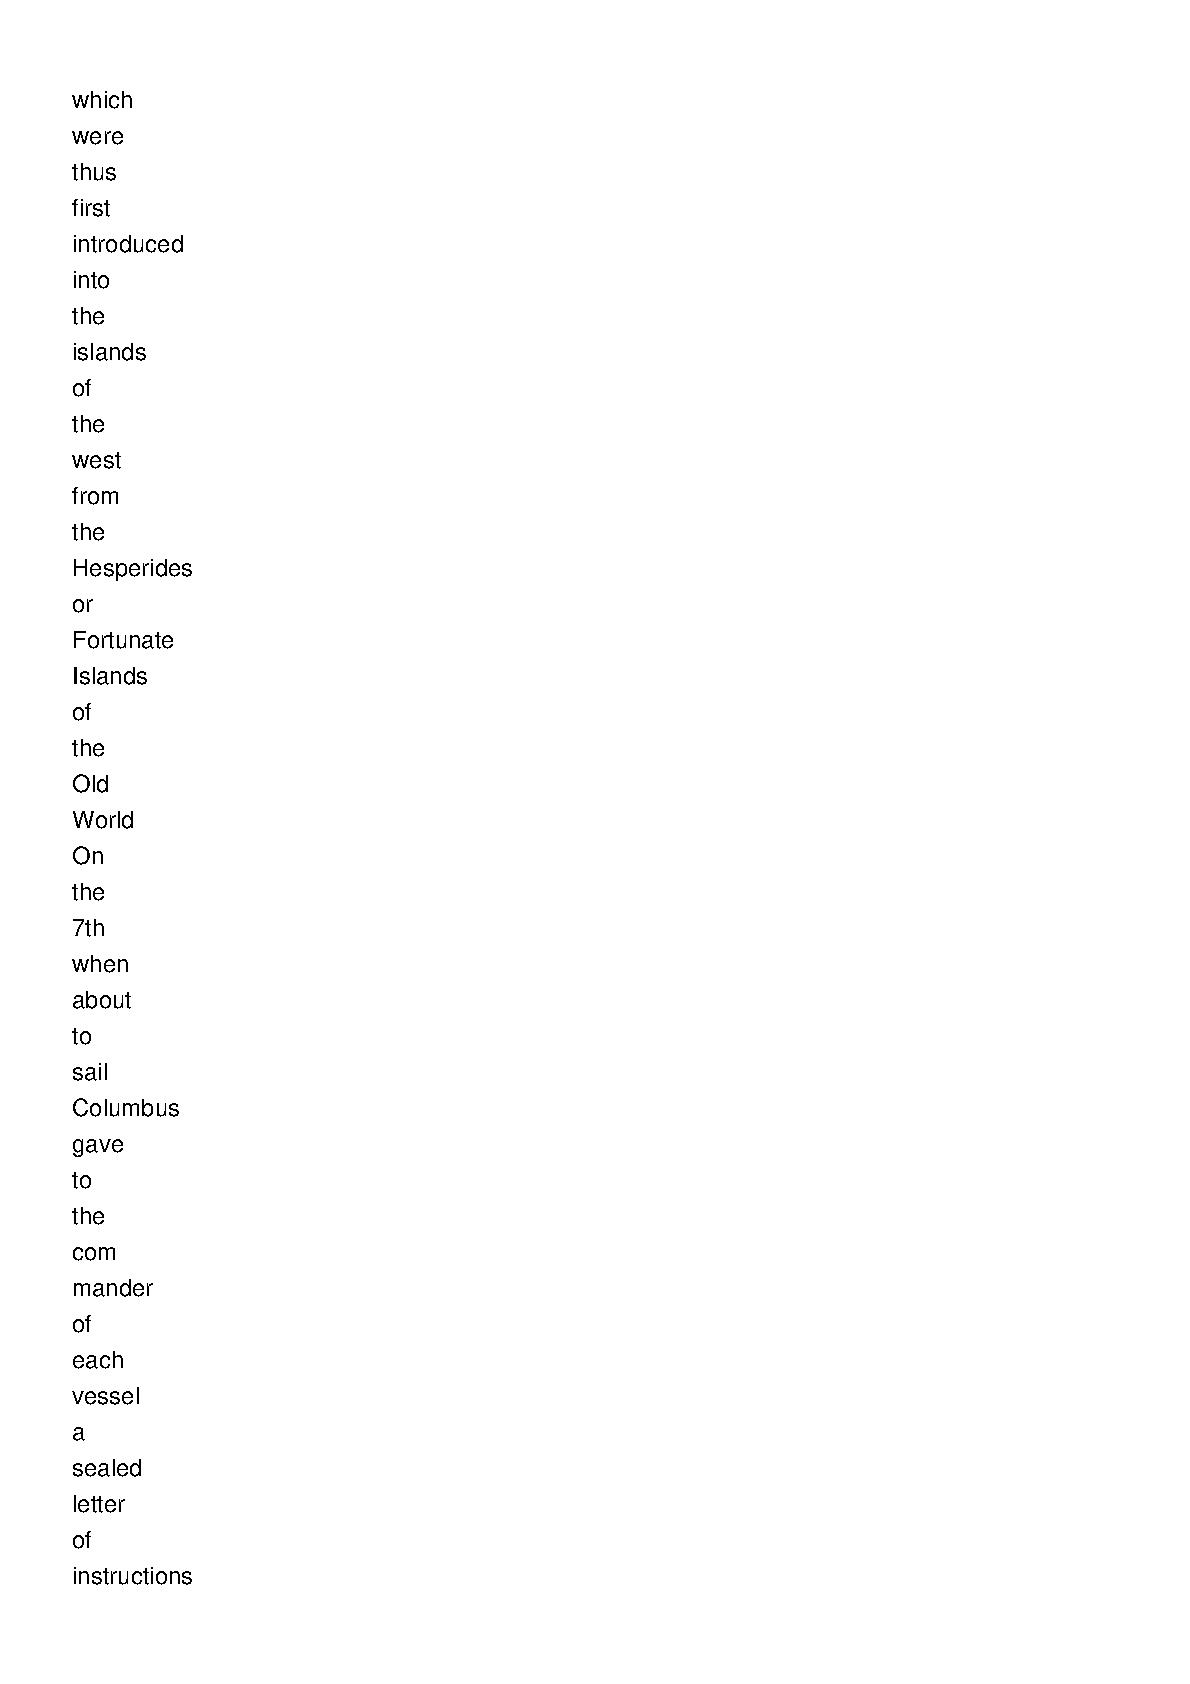 which
were
thus
first
introduced
into
the
islands
of
the
west
from
the
Hesperides
or
Fortunate
Islands
of
the
Old
World
On
the
7th
when
about
to
sail
Columbus
gave
to
the
com
mander
of
each
vessel
a
sealed
letter
of
instructions